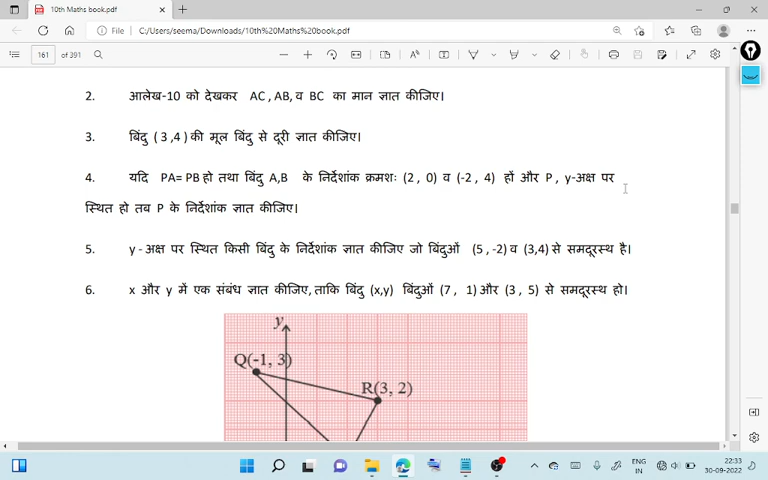 10th Maths book.pdf
File
C:/Users/seema/Downloads/10th%20Maths%20book.pdf
161 of 391
2. आलेख-10 को देखकर AC , AB, व BC का मान ज्ञात कीजिए।
3. बिंदु ( 3 ,4 ) की मूल बिंदु से दूरी ज्ञात कीजिए।
4. यदि PA= PB हो तथा बिंदु A,B के निर्देशांक क्रमशः (2 , 0) व (-2 , 4) हों और P , y-अक्ष पर
स्थित हो तब P के निर्देशांक ज्ञात कीजिए।
5. y - अक्ष पर स्थित किसी बिंदु के निर्देशांक ज्ञात कीजिए जो बिंदुओं (5 , -2) व (3,4) से समदूरस्थ है।
6. x और y में एक संबंध ज्ञात कीजिए, ताकि बिंदु (x,y) बिंदुओं (7 , 1) और (3 , 5) से समदूरस्थ हो।
y
Q(-1, 3)
R(3, 2)
ENG
IN
22:33
30-09-2022